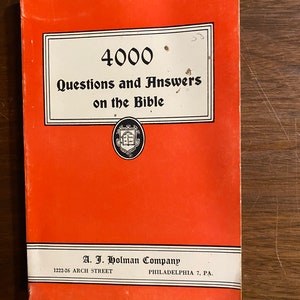 4000
Questions and Answers
on the Bible
A. J. Holman Company
1222-26 ARCH STREET PHILADELPHIA 7, PA.